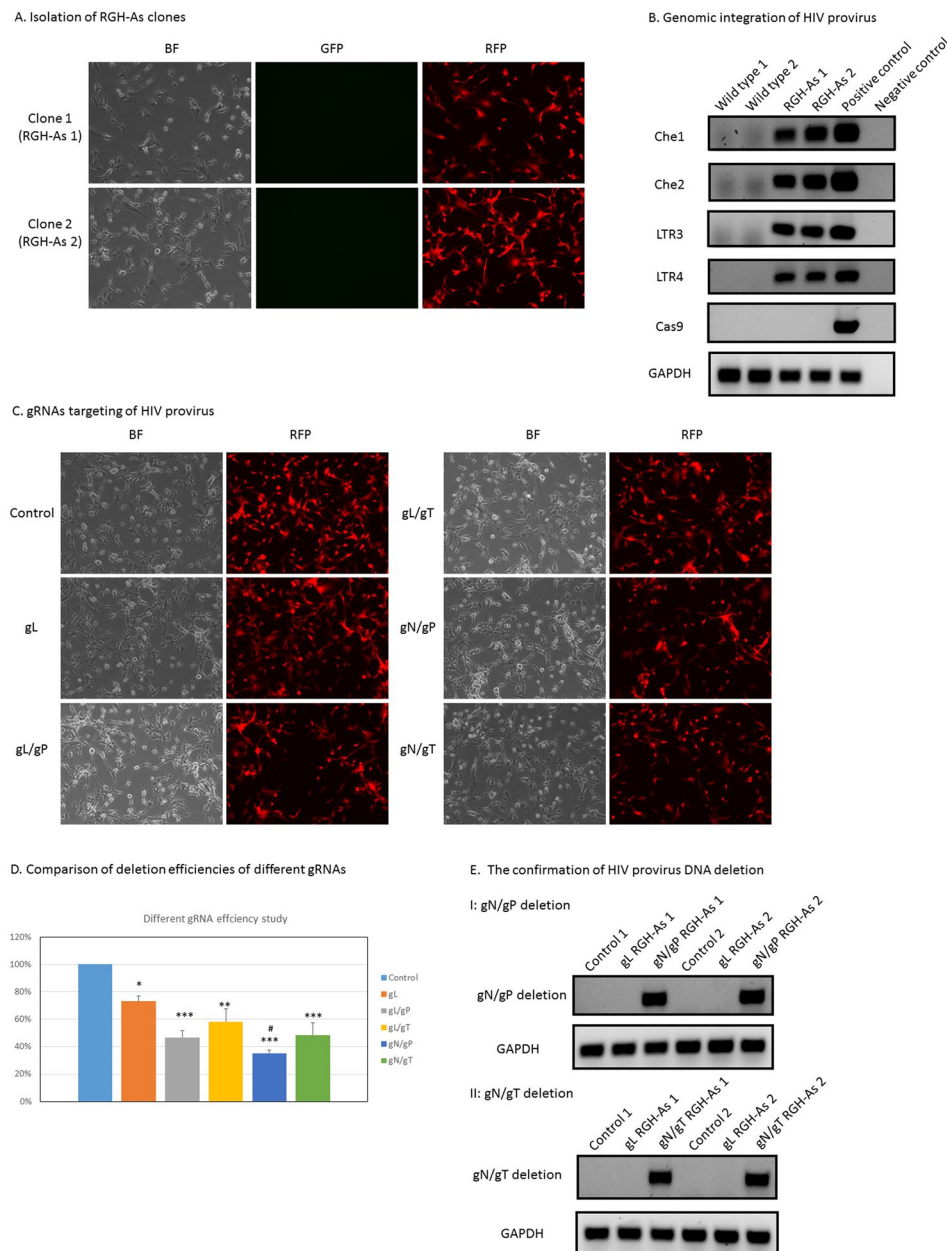 A. Isolation of RGH-As clones
BF GFP RFP
Clone 1
(RGH-As 1)
Clone 2
(RGH-As 2)
B. Genomic integration of HIV provirus
Wild type 1 Wild type 2 RGH-As 1 RGH-As 2 Positive control Negative control
Che1
Che2
LTR3
LTR4
Cas9
GAPDH
C. gRNAs targeting of HIV provirus
BF RFP BF RFP
Control gL/gT
gL gN/gP
gL/gP gN/gT
D. Comparison of deletion efficiencies of different gRNAs
Different gRNA effciency study
120%
100%
80%
60%
40%
20%
0%
*
***
**
#
***
***
Control
gL
gL/gP
gL/gT
gN/gP
gN/gT
E. The confirmation of HIV provirus DNA deletion
I: gN/gP deletion
Control 1 gL RGH-As 1 gN/gP RGH-As 1 Control 2 gL RGH-As 2 gN/gP RGH-As 2
gN/gP deletion
GAPDH
II: gN/gT deletion
Control 1 gL RGH-As 1 gN/gT RGH-As 1 Control 2 gL RGH-As 2 gN/gT RGH-As 2
gN/gT deletion
GAPDH